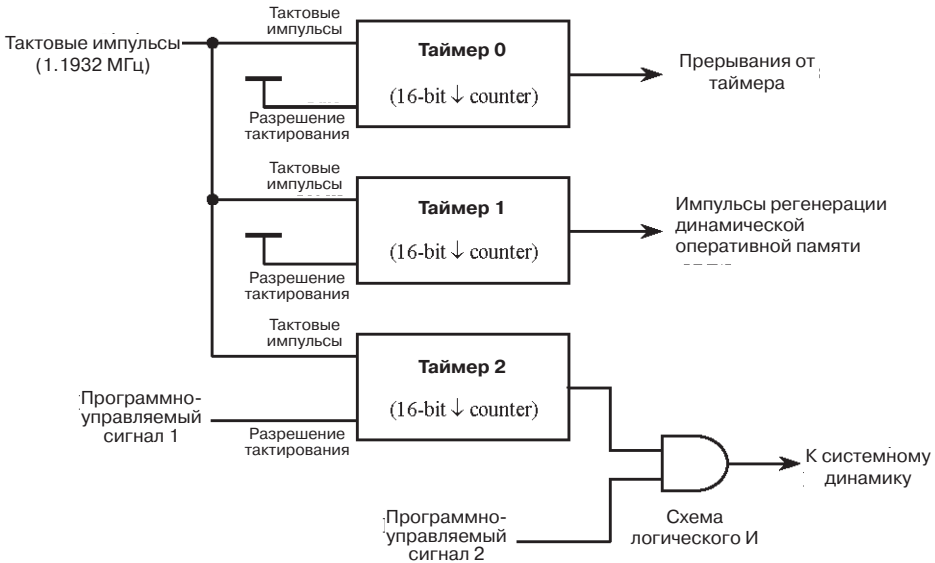 Тактовые импульсы
(1.1932 МГц)
Тактовые
импульсы
Таймер 0
(16-bit ↓ counter)
Разрешение
тактирования
Прерывания от
таймера
Тактовые
импульсы
Таймер 1
(16-bit ↓ counter)
Разрешение
тактирования
Импульсы регенерации
динамической
оперативной памяти
Тактовые
импульсы
Таймер 2
(16-bit ↓ counter)
Программно-
управляемый
сигнал 1
Разрешение
тактирования
К системному
динамику
Программно-
управляемый
сигнал 2
Схема
логического И